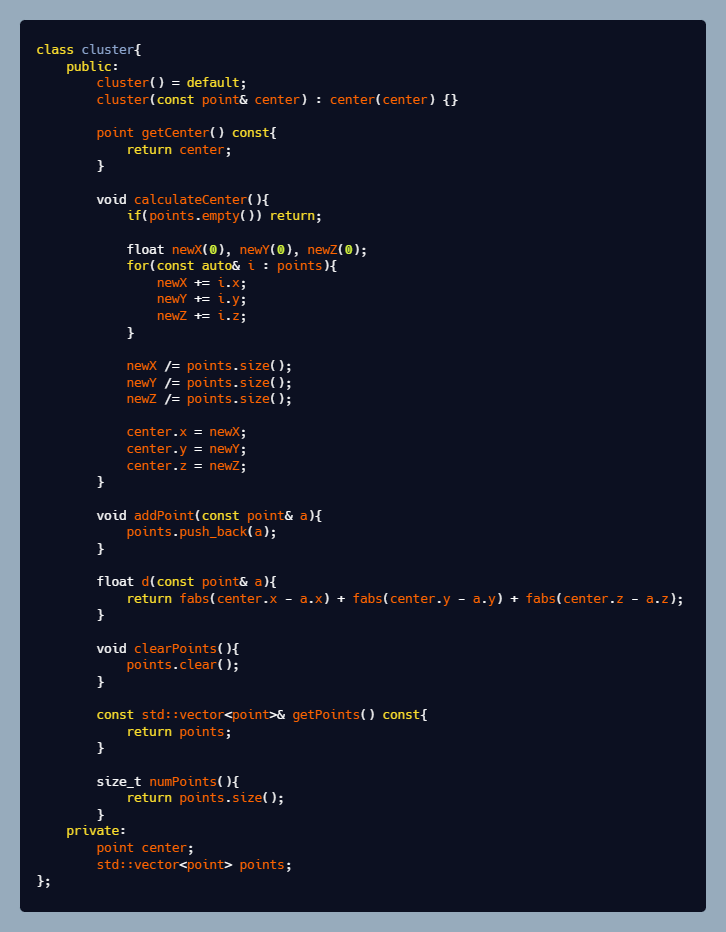 class cluster{
    public:
        cluster() = default;
        cluster(const point& center) : center(center) {}

        point getCenter() const{
            return center;
        }

        void calculateCenter(){
            if(points.empty()) return;

            float newX(0), newY(0), newZ(0);
            for(const auto& i : points){
                newX += i.x;
                newY += i.y;
                newZ += i.z;
            }

            newX /= points.size();
            newY /= points.size();
            newZ /= points.size();

            center.x = newX;
            center.y = newY;
            center.z = newZ;
        }

        void addPoint(const point& a){
            points.push_back(a);
        }

        float d(const point& a){
            return fabs(center.x - a.x) + fabs(center.y - a.y) + fabs(center.z - a.z);
        }

        void clearPoints(){
            points.clear();
        }

        const std::vector<point>& getPoints() const{
            return points;
        }

        size_t numPoints(){
            return points.size();
        }
    private:
        point center;
        std::vector<point> points;
};